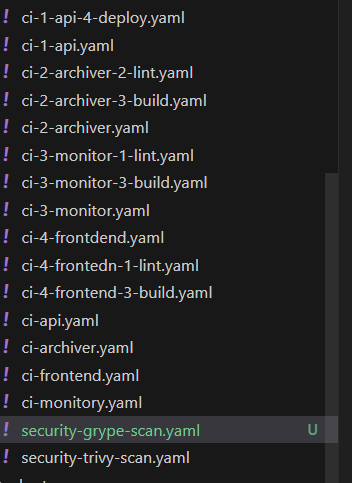 ! ci-1-api-4-deploy.yaml
! ci-1-api.yaml
! ci-2-archiver-2-lint.yaml
! ci-2-archiver-3-build.yaml
! ci-2-archiver.yaml
! ci-3-monitor-1-lint.yaml
! ci-3-monitor-3-build.yaml
! ci-3-monitor.yaml
! ci-4-frontdend.yaml
! ci-4-frontedn-1-lint.yaml
! ci-4-frontend-3-build.yaml
! ci-api.yaml
! ci-archiver.yaml
! ci-frontend.yaml
! ci-monitory.yaml
! security-grype-scan.yaml U
! security-trivy-scan.yaml